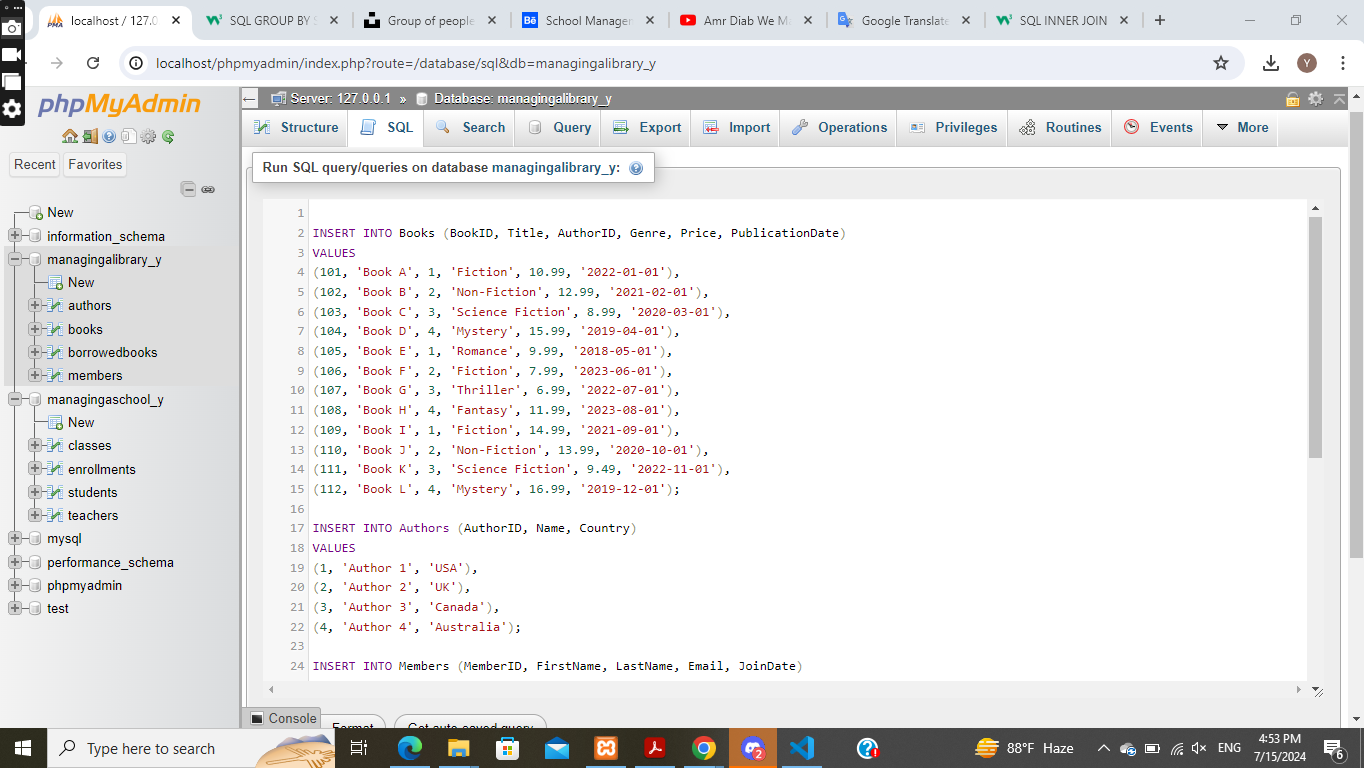 localhost / 127.0
SQL GROUP BY S
Group of people
School Manager
Amr Diab We Ma
Google Translate
SQL INNER JOIN
localhost/phpmyadmin/index.php?route=/database/sql&db=managingalibrary_y
Y
phpMyAdmin
Recent
Favorites
New
information_schema
managingalibrary_y
New
authors
books
borrowedbooks
members
managingaschool_y
New
classes
enrollments
students
teachers
mysql
performance_schema
phpmyadmin
test
Server: 127.0.0.1 » Database: managingalibrary_y
Structure
SQL
Search
Query
Export
Import
Operations
Privileges
Routines
Events
More
Run SQL query/queries on database managingalibrary_y:
1
2 INSERT INTO Books (BookID, Title, AuthorID, Genre, Price, PublicationDate)
3 VALUES
4 (101, 'Book A', 1, 'Fiction', 10.99, '2022-01-01'),
5 (102, 'Book B', 2, 'Non-Fiction', 12.99, '2021-02-01'),
6 (103, 'Book C', 3, 'Science Fiction', 8.99, '2020-03-01'),
7 (104, 'Book D', 4, 'Mystery', 15.99, '2019-04-01'),
8 (105, 'Book E', 1, 'Romance', 9.99, '2018-05-01'),
9 (106, 'Book F', 2, 'Fiction', 7.99, '2023-06-01'),
10 (107, 'Book G', 3, 'Thriller', 6.99, '2022-07-01'),
11 (108, 'Book H', 4, 'Fantasy', 11.99, '2023-08-01'),
12 (109, 'Book I', 1, 'Fiction', 14.99, '2021-09-01'),
13 (110, 'Book J', 2, 'Non-Fiction', 13.99, '2020-10-01'),
14 (111, 'Book K', 3, 'Science Fiction', 9.49, '2022-11-01'),
15 (112, 'Book L', 4, 'Mystery', 16.99, '2019-12-01');
16
17 INSERT INTO Authors (AuthorID, Name, Country)
18 VALUES
19 (1, 'Author 1', 'USA'),
20 (2, 'Author 2', 'UK'),
21 (3, 'Author 3', 'Canada'),
22 (4, 'Author 4', 'Australia');
23
24 INSERT INTO Members (MemberID, FirstName, LastName, Email, JoinDate)
Console
Format
Get auto-saved query
Type here to search
2
88°F Haze
ENG
4:53 PM
7/15/2024
6